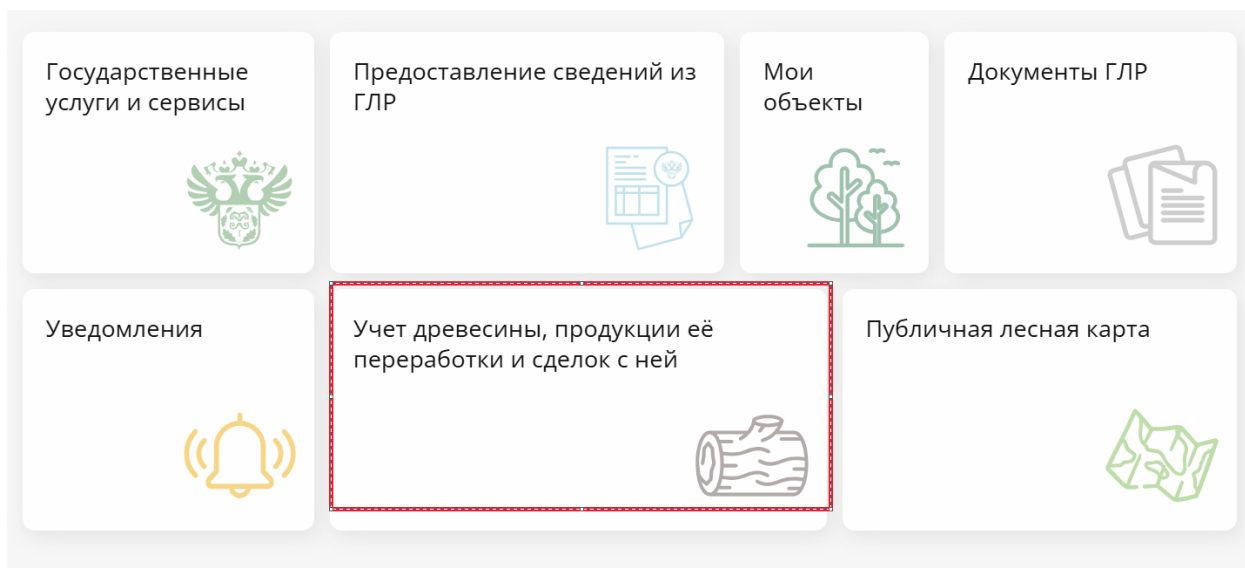 Государственные
услуги и сервисы
Предоставление сведений из
ГЛР
Мои
объекты
Документы ГЛР
Уведомления
Учет древесины, продукции её
переработки и сделок с ней
Публичная лесная карта